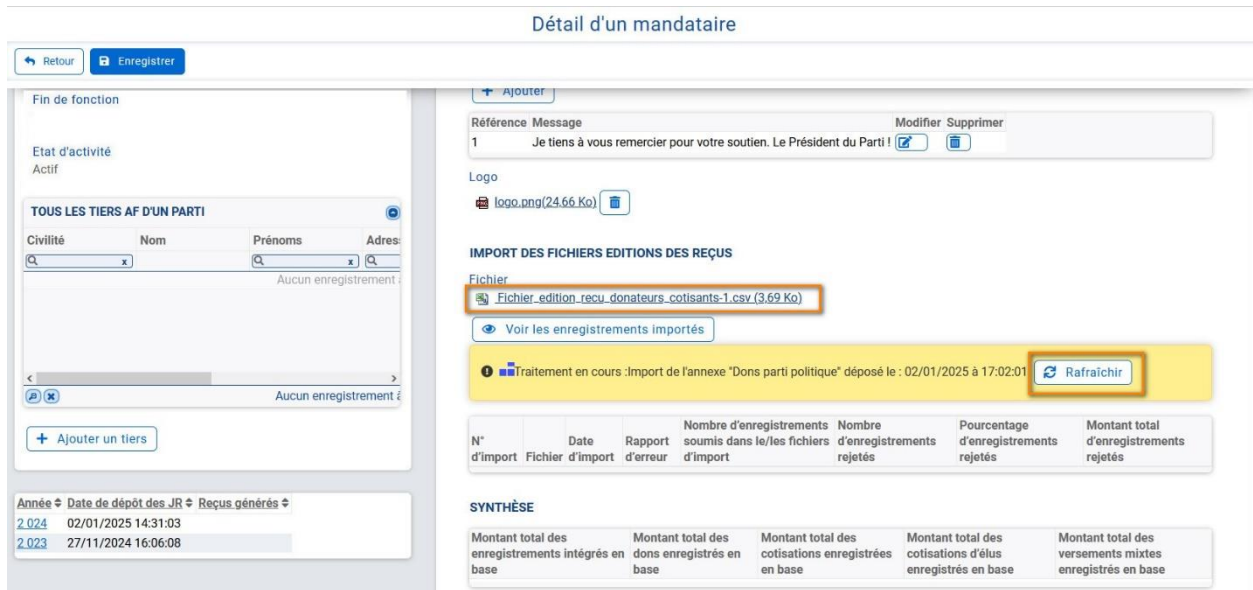 Détail d'un mandataire
Retour
Enregistrer
Fin de fonction
Etat d'activité
Actif
TOUS LES TIERS AF D'UN PARTI
Civilité Nom Prénoms
x x
Aucun enregistrement
Aucun enregistrement
+ Ajouter un tiers
Année Date de dépôt des JR Reçus générés
2 024 02/01/2025 14:31:03
2 023 27/11/2024 16:06:08
+ Ajouter
Référence Message Modifier Supprimer
1 Je tiens à vous remercier pour votre soutien. Le Président du Parti !
Logo
logo.png(24,66 Ko)
IMPORT DES FICHIERS EDITIONS DES REÇUS
Fichier
Fichier_edition_recu_donateurs_cotisants-1.csv (3,69 Ko)
Voir les enregistrements importés
Traitement en cours :Import de l'annexe "Dons parti politique" déposé le : 02/01/2025 à 17:02:01
Rafraîchir
Nombre d'enregistrements Nombre Pourcentage Montant total
N° Date Rapport soumis dans le/les fichiers d'enregistrements d'enregistrements d'enregistrements
d'import Fichier d'import d'erreur d'import rejetés rejetés rejetés
SYNTHÈSE
Montant total des Montant total des Montant total des Montant total des Montant total des
enregistrements intégrés en dons enregistrés en cotisations enregistrées cotisations d'élus versements mixtes
base base en base enregistrés en base enregistrés en base